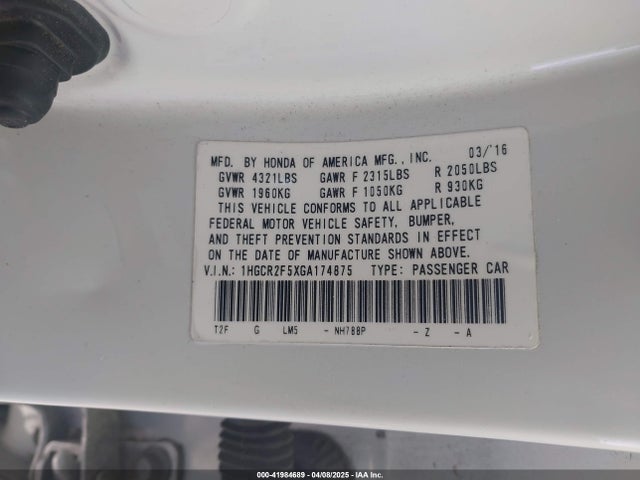 MFD. BY HONDA OF AMERICA MFG., INC. 03/'16
GVWR 4321LBS GAWR F 2315LBS R 2050LBS
GVWR 1960KG GAWR F 1050KG R 930KG
THIS VEHICLE CONFORMS TO ALL APPLICABLE
FEDERAL MOTOR VEHICLE SAFETY, BUMPER,
AND THEFT PREVENTION STANDARDS IN EFFECT
ON THE DATE OF MANUFACTURE SHOWN ABOVE.
V.I.N.: 1HGCR2F5XGA174875 TYPE: PASSENGER CAR
T2F G LM5 - NH788P - Z - A
000-41984689 - 04/08/2025 - IAA Inc.